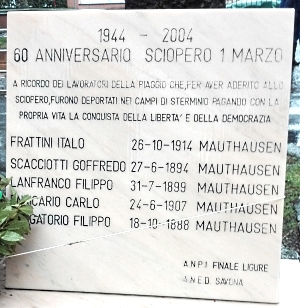 1944 - 2004
60 ANNIVERSARIO SCIOPERO 1 MARZO
A RICORDO DEI LAVORATORI DELLA PIAGGIO CHE, PER AVER ADERITO ALLO
SCIOPERO, FURONO DEPORTATI NEI CAMPI DI STERMINIO PAGANDO CON LA
PROPRIA VITA LA CONQUISTA DELLA LIBERTA' E DELLA DEMOCRAZIA
FRATTINI ITALO 26-10-1914 MAUTHAUSEN
SCACCIOTTI GOFFREDO 27-6-1894 MAUTHAUSEN
LANFRANCO FILIPPO 31-7-1899 MAUTHAUSEN
CARIO CARLO 24-6-1907 MAUTHAUSEN
GATORIO FILIPPO 18-10-1888 MAUTHAUSEN
A.N.P.I. FINALE LIGURE
A.N.E.D. SAVONA